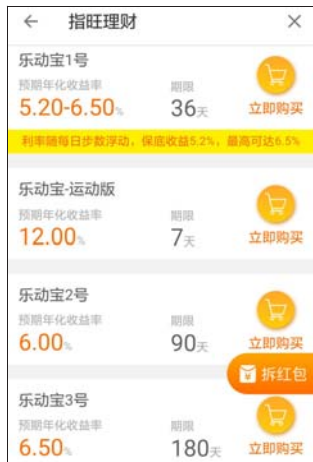 指旺理财
乐动宝1号
预期年化收益率
期限
5.20-6.50%
36天
立即购买
利率随每日步数浮动，保底收益5.2%，最高可达6.5%
乐动宝-运动版
预期年化收益率
期限
12.00%
7天
立即购买
乐动宝2号
预期年化收益率
期限
6.00%
90天
立即购买
拆红包
乐动宝3号
预期年化收益率
期限
6.50%
180天
立即购买